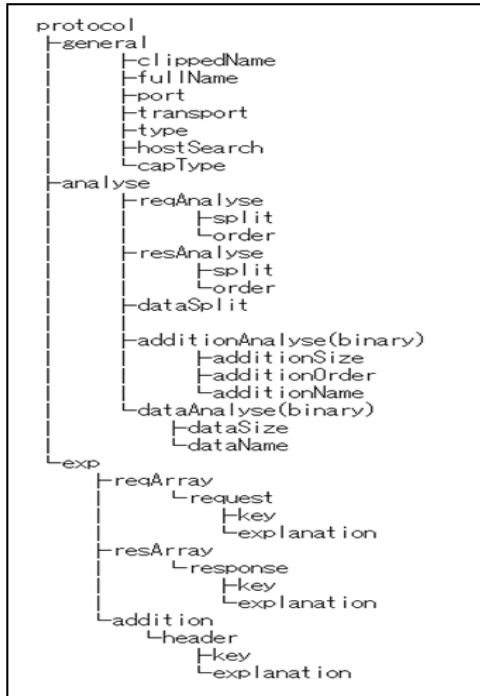 protocol
├general
│ ├clippedName
│ ├fullName
│ ├port
│ ├transport
│ ├type
│ ├hostSearch
│ └capType
├analyse
│ ├reqAnalyse
│ │ ├split
│ │ └order
│ ├resAnalyse
│ │ ├split
│ │ └order
│ ├dataSplit
│ │
│ ├additionAnalyse(binary)
│ │ ├additionSize
│ │ ├additionOrder
│ │ └additionName
│ └dataAnalyse(binary)
│ ├dataSize
│ └dataName
└exp
├reqArray
│ └request
│ ├key
│ └explanation
├resArray
│ └response
│ ├key
│ └explanation
└addition
└header
├key
└explanation